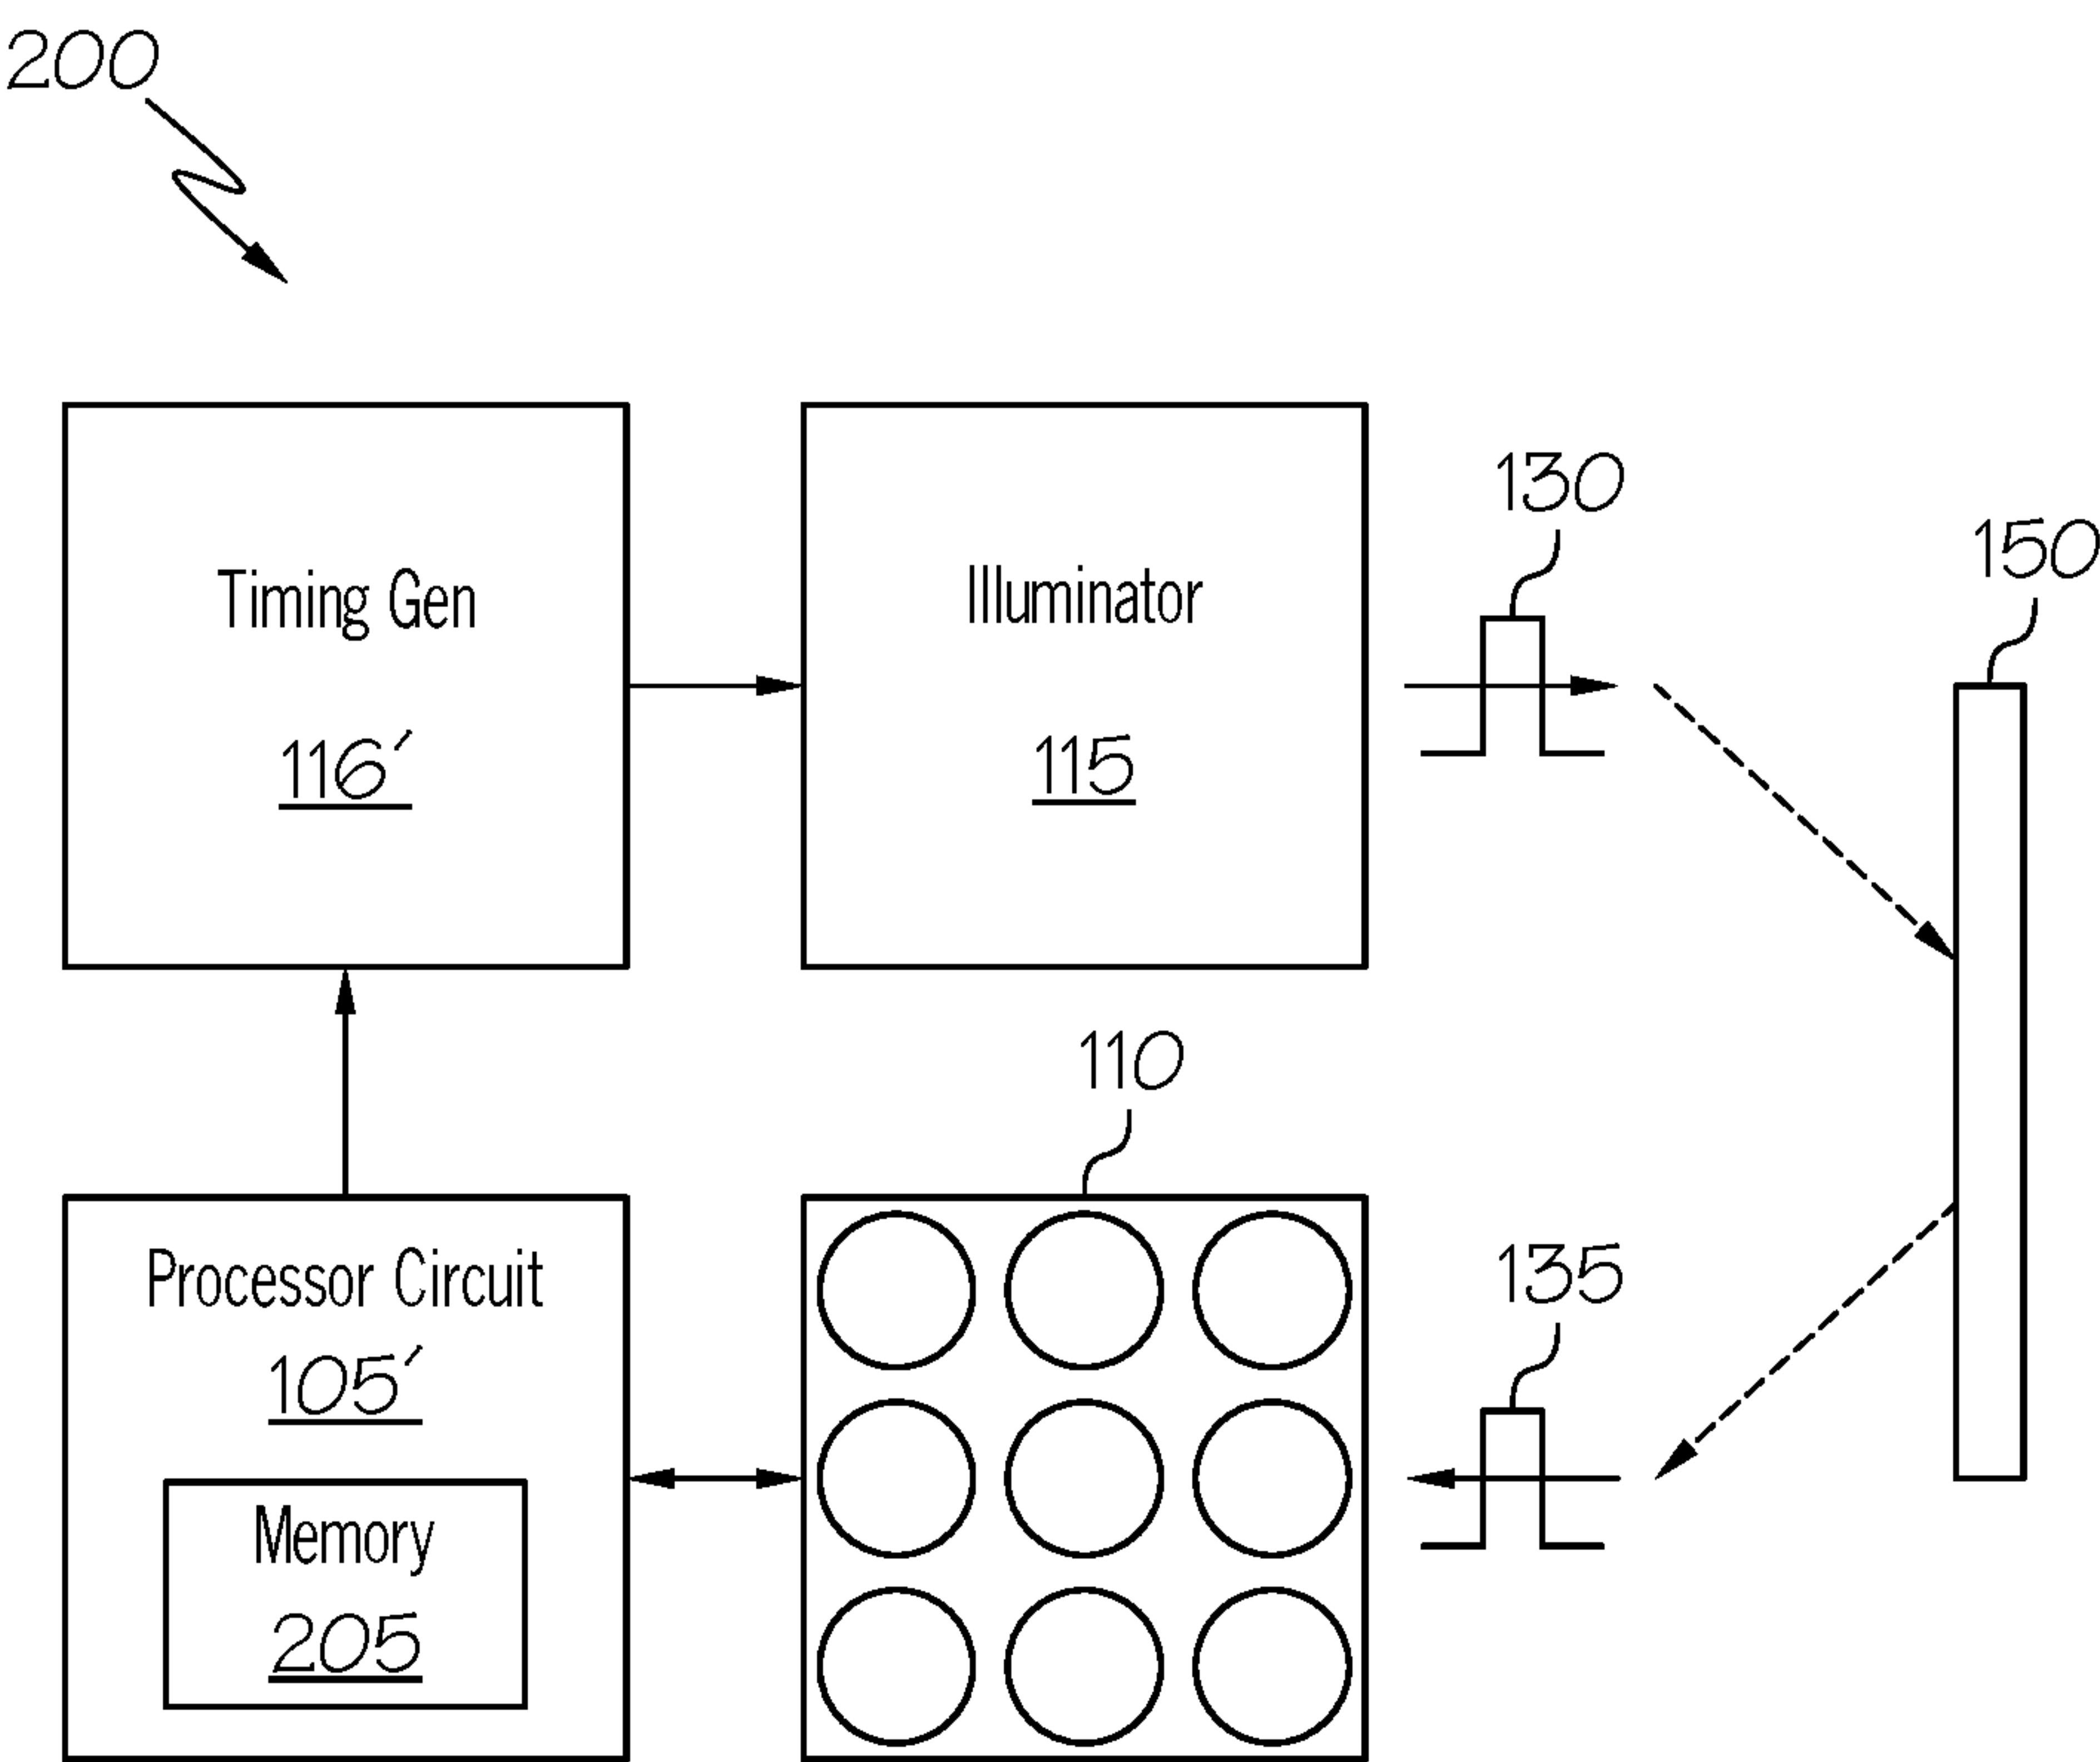 200
Timing Gen
116′
Illuminator
115
130
150
110
Processor Circuit
105′
Memory
205
135